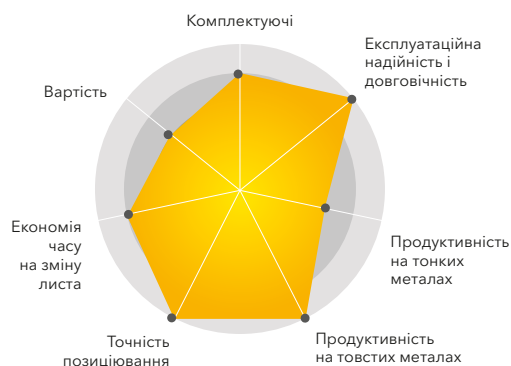 Комплектуючі
Експлуатаційна
надійність і
довговічність
Продуктивність
на тонких
металах
Продуктивність
на товстих металах
Точність
позиціювання
Економія
часу
на зміну
листа
Вартість